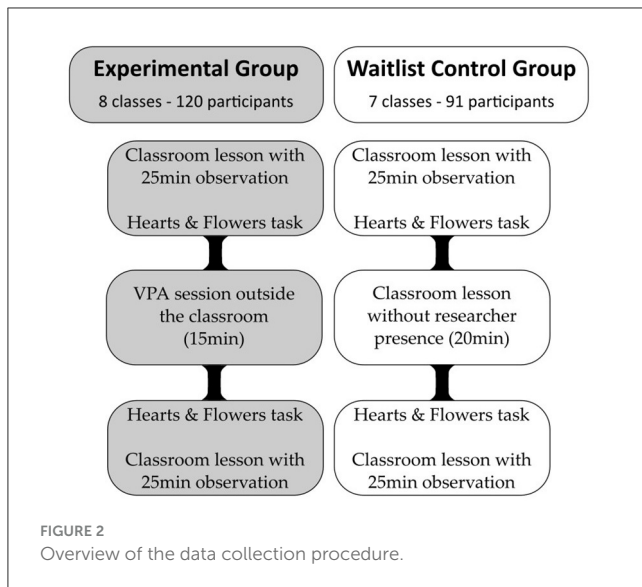 Experimental Group
8 classes - 120 participants
Waitlist Control Group
7 classes - 91 participants
Classroom lesson with
25min observation
Hearts & Flowers task
Classroom lesson with
25min observation
Hearts & Flowers task
VPA session outside
the classroom
(15min)
Classroom lesson
without researcher
presence (20min)
Hearts & Flowers task
Classroom lesson with
25min observation
Hearts & Flowers task
Classroom lesson with
25min observation
FIGURE 2
Overview of the data collection procedure.